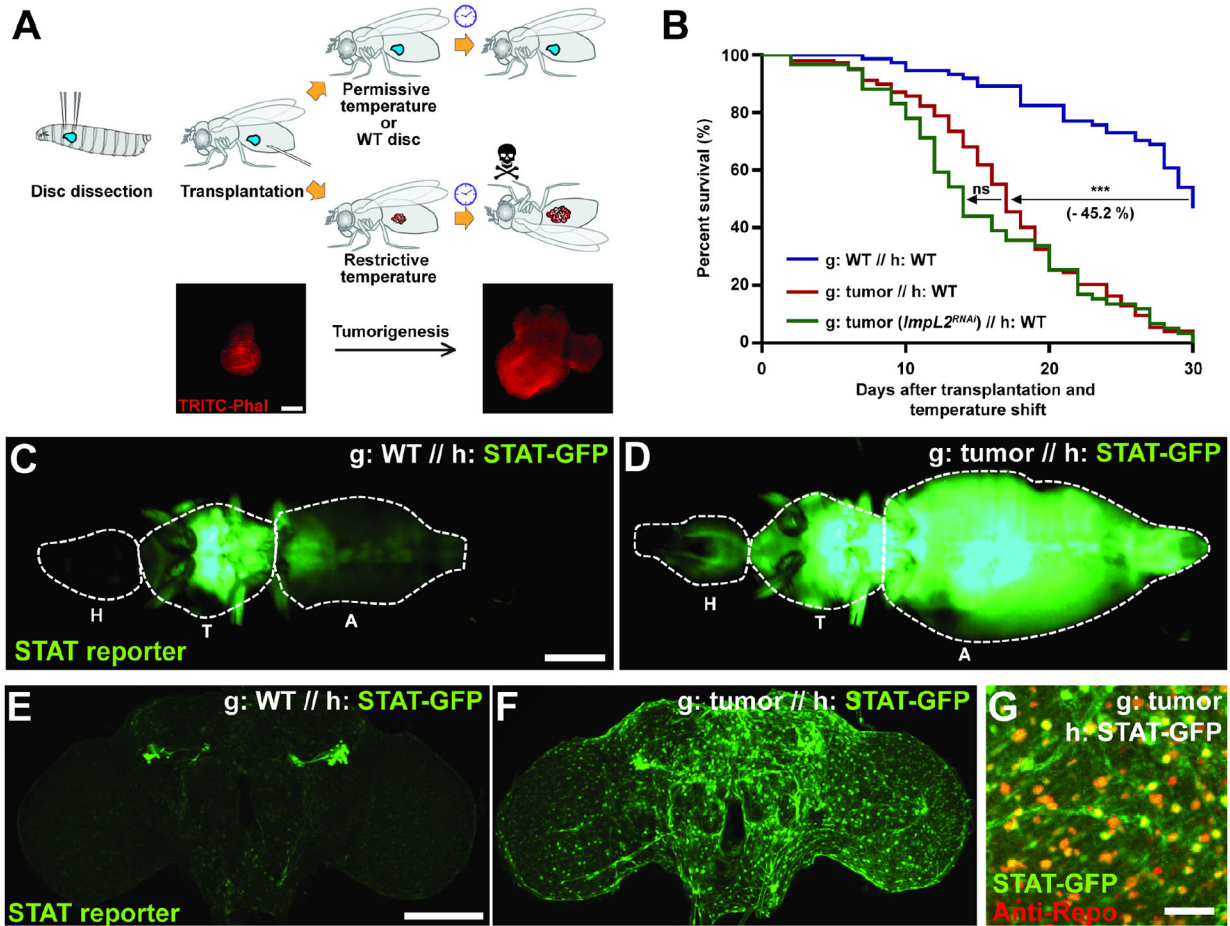 A
Disc dissection
Transplantation
Permissive
temperature
or
WT disc
Restrictive
temperature
Tumorigenesis
TRITC-Phal
B
Percent survival (%)
100
80
60
40
20
0
ns
***
(- 45.2 %)
g: WT // h: WT
g: tumor // h: WT
g: tumor (ImpL2RNAi) // h: WT
0
10
20
30
Days after transplantation and
temperature shift
C
g: WT // h: STAT-GFP
H
T
A
STAT reporter
D
g: tumor // h: STAT-GFP
H
T
A
E
g: WT // h: STAT-GFP
STAT reporter
F
g: tumor // h: STAT-GFP
G
g: tumor
h: STAT-GFP
STAT-GFP
Anti-Repo